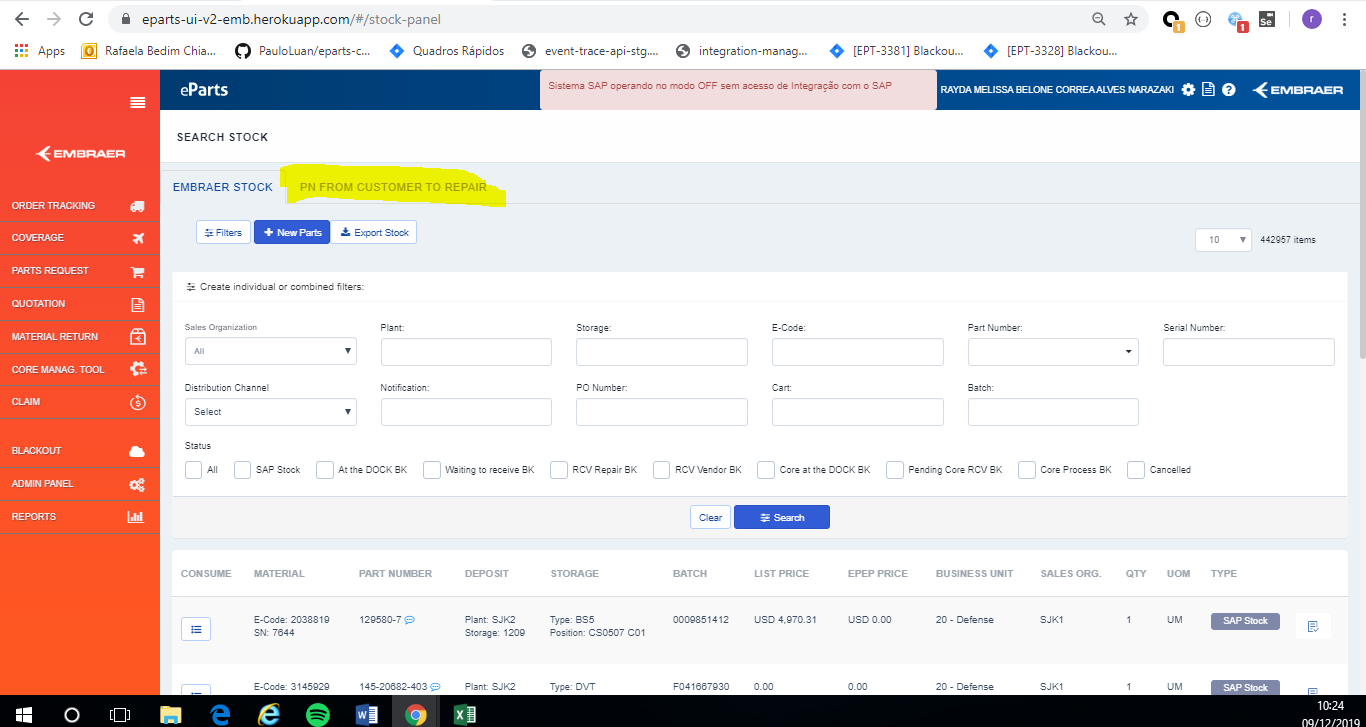 eparts-ui-v2-emb.herokuapp.com/#/stock-panel
1
1
Se
r
Apps
Rafaela Bedim Chia...
PauloLuan/eparts-c...
Quadros Rápidos
event-trace-api-stg....
integration-manag...
[EPT-3381] Blackou...
[EPT-3328] Blackou...
eParts
Sistema SAP operando no modo OFF sem acesso de Integração com o SAP
RAYDA MELISSA BELONE CORREA ALVES NARAZAKI
EMBRAER
EMBRAER
ORDER TRACKING
COVERAGE
PARTS REQUEST
QUOTATION
MATERIAL RETURN
CORE MANAG. TOOL
CLAIM
BLACKOUT
ADMIN PANEL
REPORTS
SEARCH STOCK
EMBRAER STOCK PN FROM CUSTOMER TO REPAIR
Filters New Parts Export Stock
10 442957 items
Create individual or combined filters:
Sales Organization Plant: Storage: E-Code: Part Number: Serial Number:
All
Distribution Channel Notification: PO Number: Cart: Batch:
Select
Status
All SAP Stock At the DOCK BK Waiting to receive BK RCV Repair BK RCV Vendor BK Core at the DOCK BK Pending Core RCV BK Core Process BK Cancelled
Clear Search
CONSUME MATERIAL PART NUMBER DEPOSIT STORAGE BATCH LIST PRICE EPEP PRICE BUSINESS UNIT SALES ORG. QTY UOM TYPE
E-Code: 2038819 129580-7 Plant: SJK2 Type: BS5 0009851412 USD 4,970.31 USD 0.00 20 - Defense SJK1 1 UM SAP Stock
SN: 7644 Storage: 1209 Position: CS0507 C01
E-Code: 3145929 145-20682-403 Plant: SJK2 Type: DVT F041667930 0.00 0.00 20 - Defense SJK1 1 UM SAP Stock
10:24
09/12/2019